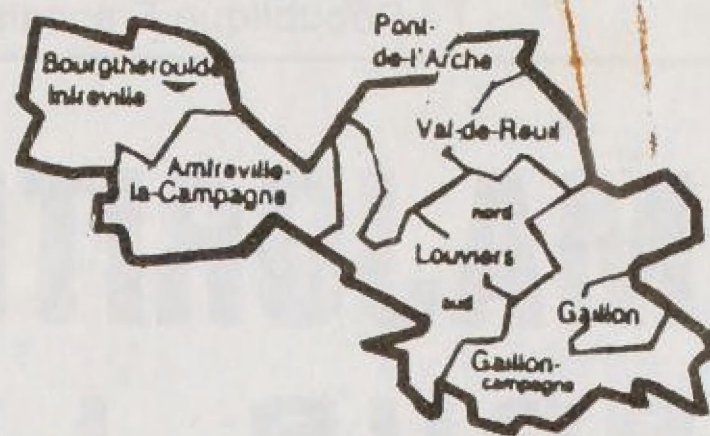 Pont-
de-l'Arche
Bourgtheroulde
Infreville
Val-de-Reuil
Amfreville-
la-Campagne
nord
Louviers
sud
Gaillon
Gaillon-
campagne